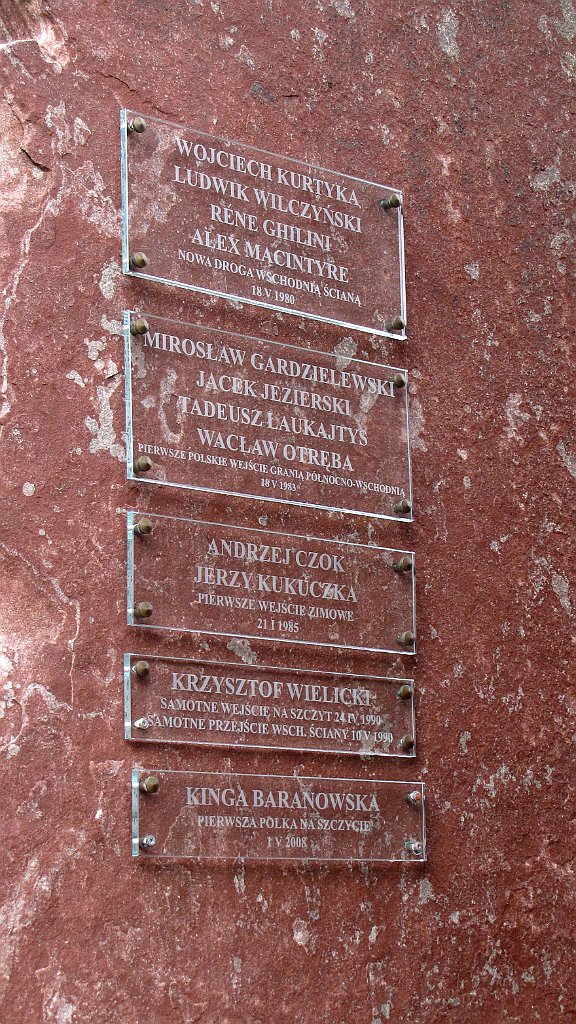 WOJCIECH KURTYKA
LUDWIK WILCZYŃSKI
RENE GHILINI
ALEX MACINTYRE
NOWA DROGA WSCHODNIĄ ŚCIANĄ
18 V 1980
MIROSŁAW GARDZIELEWSKI
JACEK JEZIERSKI
TADEUSZ ŁAUKAJTYS
WACŁAW OTRĘBA
PIERWSZE POLSKIE WEJŚCIE GRANIĄ PÓŁNOCNO-WSCHODNIĄ
18 V 1983
ANDRZEJ CZOK
JERZY KUKUCZKA
PIERWSZE WEJŚCIE ZIMOWE
21 I 1985
KRZYSZTOF WIELICKI
SAMOTNE WEJŚCIE NA SZCZYT 24 IV 1990
SAMOTNE PRZEJŚCIE WSCH. ŚCIANY 10 V 1990
KINGA BARANOWSKA
PIERWSZA POLKA NA SZCZYCIE
1 V 2008